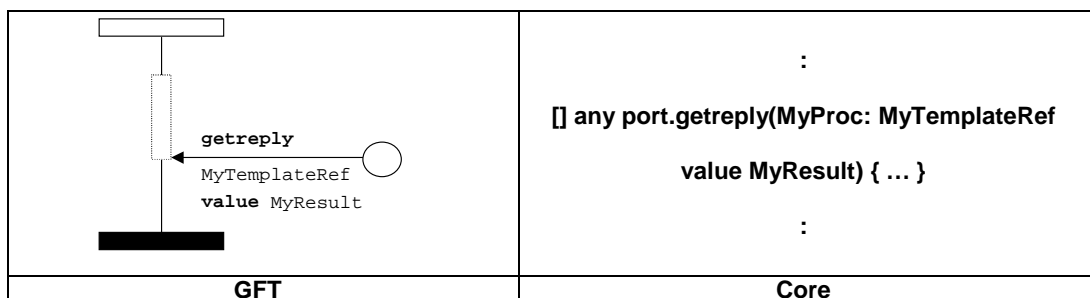 getreply
MyTemplateRef
value MyResult
:
[] any port.getreply(MyProc: MyTemplateRef
value MyResult) { … }
:
GFT
Core